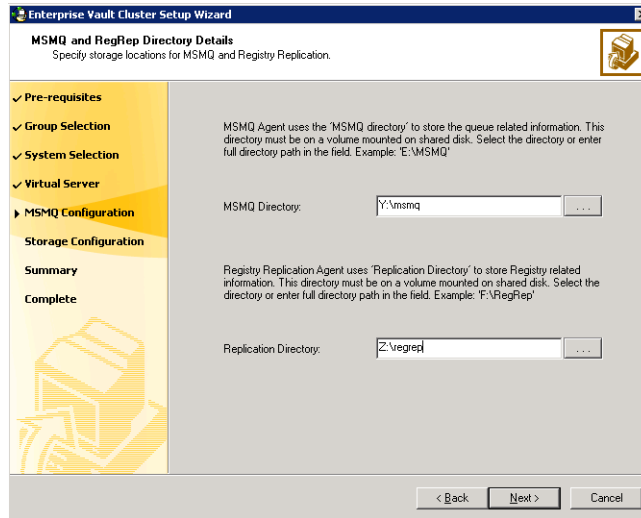 Enterprise Vault Cluster Setup Wizard
MSMQ and RegRep Directory Details
Specify storage locations for MSMQ and Registry Replication.
Pre-requisites
Group Selection
System Selection
Virtual Server
MSMQ Configuration
Storage Configuration
Summary
Complete
MSMQ Agent uses the 'MSMQ directory' to store the queue related information. This
directory must be on a volume mounted on shared disk. Select the directory or enter
full directory path in the field. Example: 'E:\MSMQ'
MSMQ Directory:
Y:\msmq
...
Registry Replication Agent uses 'Replication Directory' to store Registry related
information. This directory must be on a volume mounted on shared disk. Select the
directory or enter full directory path in the field. Example: 'F:\RegRep'
Replication Directory:
Z:\regrep
...
< Back
Next >
Cancel